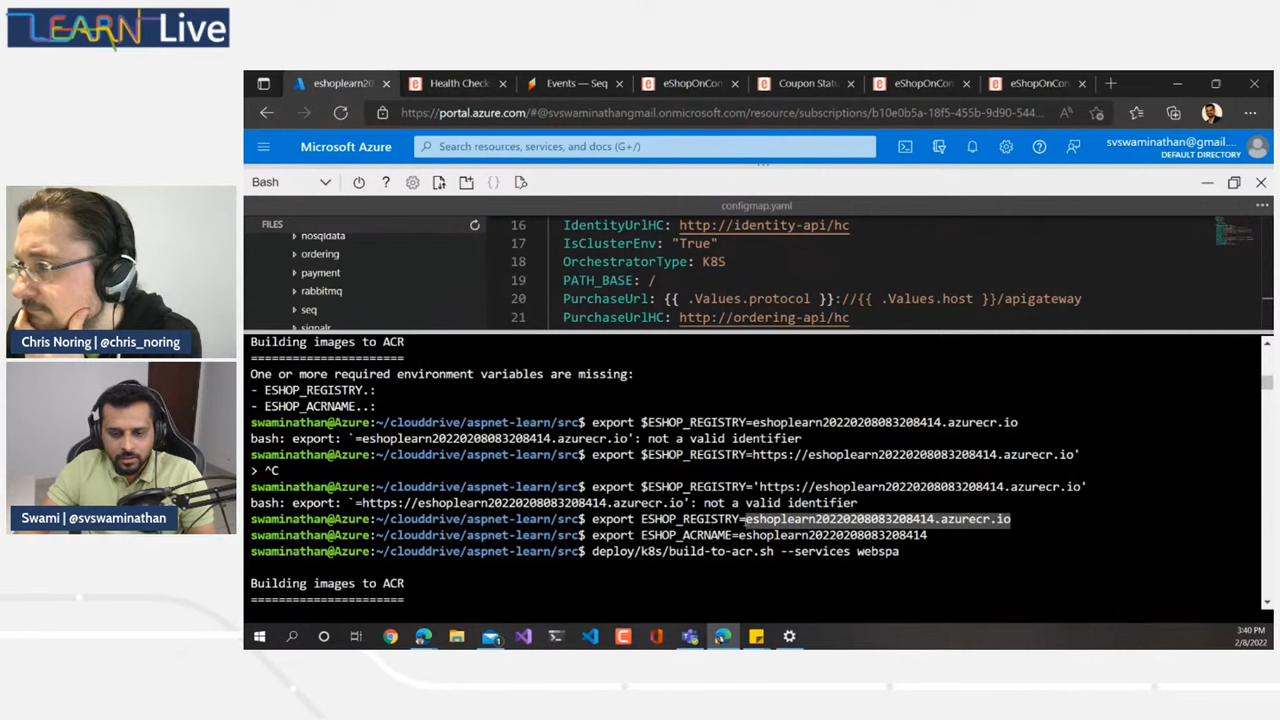 LEARN Live
eshoplearn20
Health Check
Events — Seq
eShopOnCon
Coupon Statu
eShopOnCon
eShopOnCon
https://portal.azure.com/#@svswaminathangmail.onmicrosoft.com/resource/subscriptions/b10e0b5a-18f5-455b-9d90-544...
Microsoft Azure
Search resources, services, and docs (G+/)
svswaminathan@gmail....
DEFAULT DIRECTORY
Bash
configmap.yaml
FILES
nosqldata
ordering
payment
rabbitmq
seq
signalr
16 IdentityUrlHC: http://identity-api/hc
17 IsClusterEnv: "True"
18 OrchestratorType: K8S
19 PATH_BASE: /
20 PurchaseUrl: {{ .Values.protocol }}://{{ .Values.host }}/apigateway
21 PurchaseUrlHC: http://ordering-api/hc
Building images to ACR
======================
One or more required environment variables are missing:
- ESHOP_REGISTRY.:
- ESHOP_ACRNAME..:
swaminathan@Azure:~/clouddrive/aspnet-learn/src$ export $ESHOP_REGISTRY=eshoplearn20220208083208414.azurecr.io
bash: export: `=eshoplearn20220208083208414.azurecr.io': not a valid identifier
swaminathan@Azure:~/clouddrive/aspnet-learn/src$ export $ESHOP_REGISTRY=https://eshoplearn20220208083208414.azurecr.io'
> ^C
swaminathan@Azure:~/clouddrive/aspnet-learn/src$ export $ESHOP_REGISTRY='https://eshoplearn20220208083208414.azurecr.io'
bash: export: `=https://eshoplearn20220208083208414.azurecr.io': not a valid identifier
swaminathan@Azure:~/clouddrive/aspnet-learn/src$ export ESHOP_REGISTRY=eshoplearn20220208083208414.azurecr.io
swaminathan@Azure:~/clouddrive/aspnet-learn/src$ export ESHOP_ACRNAME=eshoplearn20220208083208414
swaminathan@Azure:~/clouddrive/aspnet-learn/src$ deploy/k8s/build-to-acr.sh --services webspa
Building images to ACR
======================
Chris Noring | @chris_noring
Swami | @svswaminathan
3:40 PM
2/8/2022